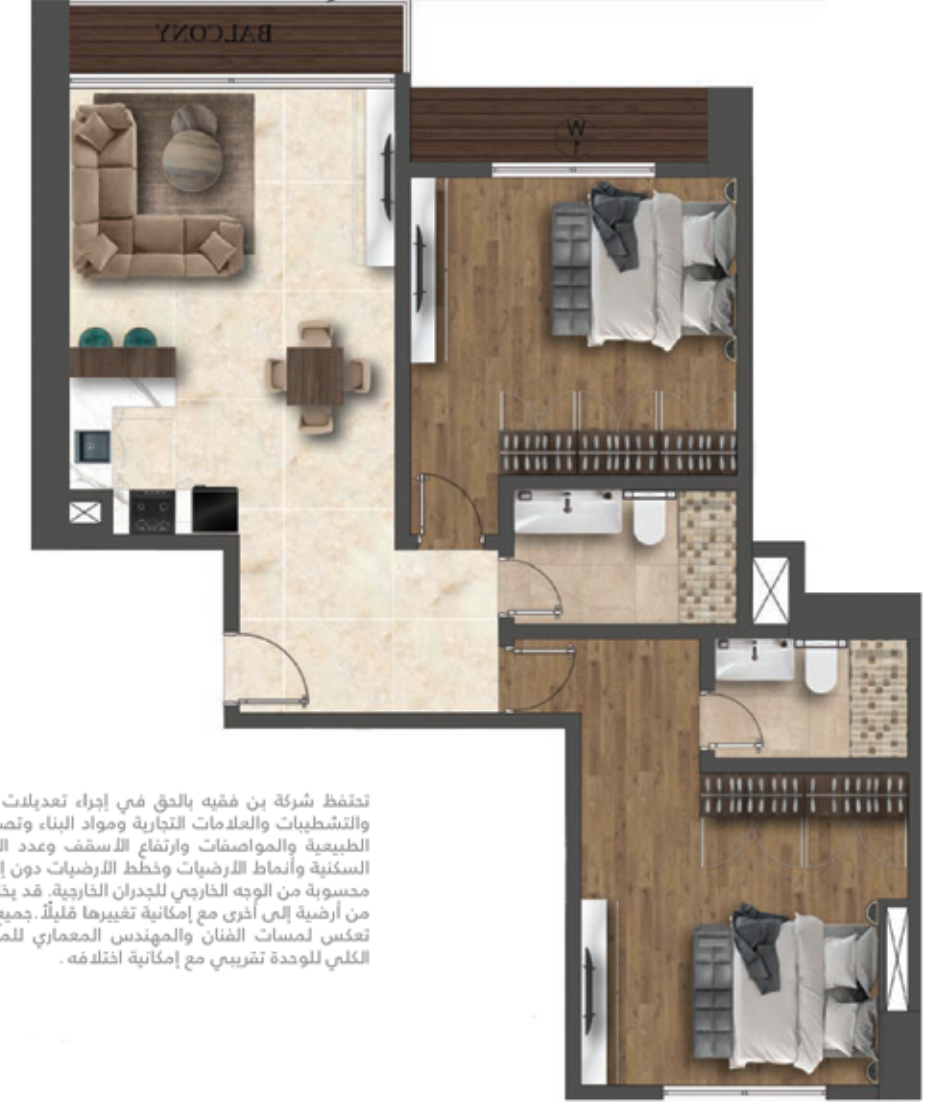 BALCONY
W
1
تحتفظ شركة بن فقيه بالحق في إجراء تعديلات
والتشطيبات والعلامات التجارية ومواد البناء وتص
الطبيعية والمواصفات وارتفاع الأسقف وعدد ال
السكنية وأنماط الأرضيات وخطط الأرضيات دون إ
محسوبة من الوجه الخارجي للجدران الخارجية. قد يخ
من أرضية إلى أخرى مع إمكانية تغييرها قليلاً. جميع
تعكس لمسات الفنان والمهندس المعماري للم
الكلي للوحدة تقريبي مع إمكانية اختلافه .